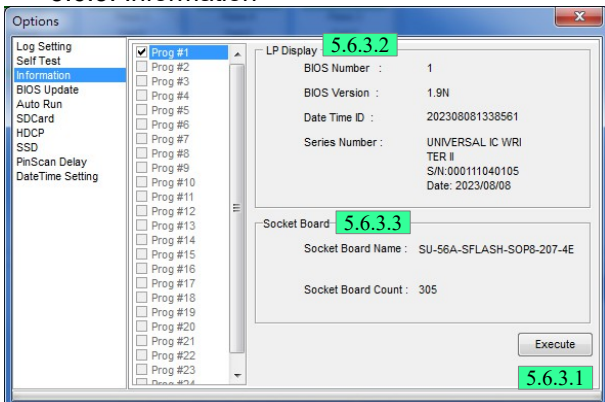 Options
Log Setting
Self Test
Information
BIOS Update
Auto Run
SDCard
HDCP
SSD
PinScan Delay
DateTime Setting
Prog #1
Prog #2
Prog #3
Prog #4
Prog #5
Prog #6
Prog #7
Prog #8
Prog #9
Prog #10
Prog #11
Prog #12
Prog #13
Prog #14
Prog #15
Prog #16
Prog #17
Prog #18
Prog #19
Prog #20
Prog #21
Prog #22
Prog #23
LP Display
5.6.3.2
BIOS Number : 1
BIOS Version : 1.9N
Date Time ID : 202308081338561
Series Number : UNIVERSAL IC WRI
TER II
S/N:000111040105
Date: 2023/08/08
Socket Board
5.6.3.3
Socket Board Name : SU-56A-SFLASH-SOP8-207-4E
Socket Board Count : 305
Execute
5.6.3.1